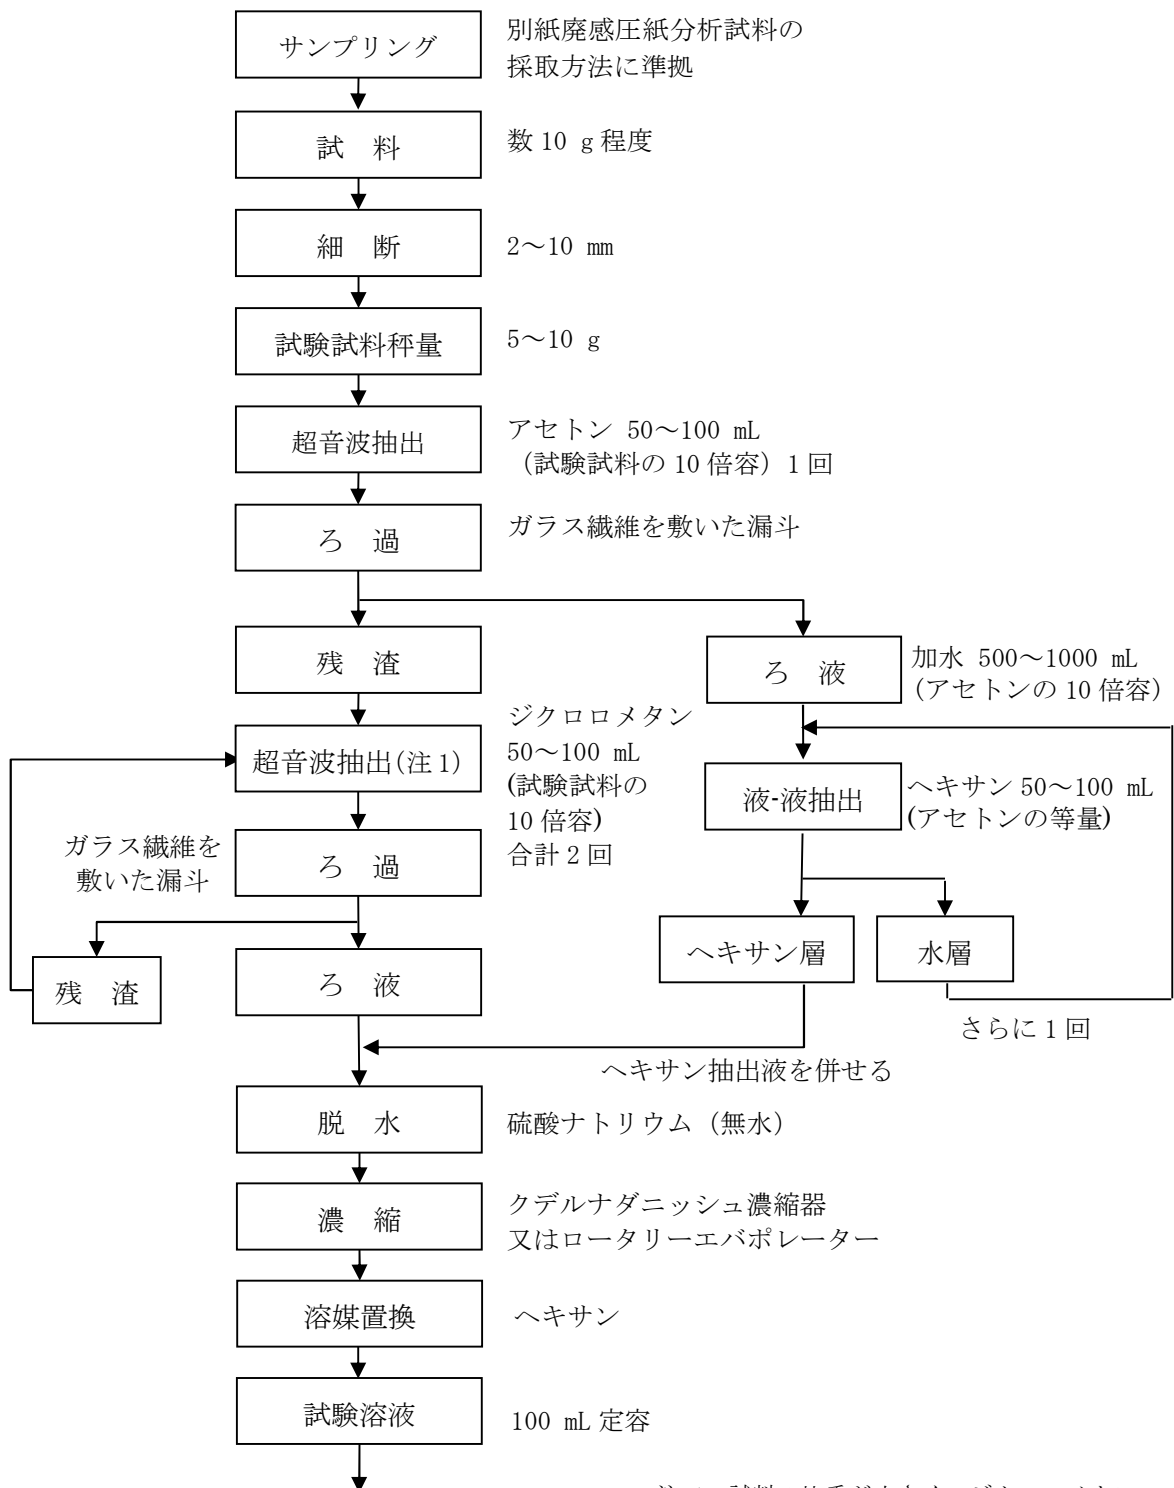 サンプリング
別紙廃感圧紙分析試料の
採取方法に準拠
試 料
数 10 g 程度
細 断
2～10 mm
試験試料秤量
5～10 g
超音波抽出
アセトン 50～100 mL
（試験試料の 10 倍容）1 回
ろ 過
ガラス繊維を敷いた漏斗
残 渣
ろ 液
加水 500～1000 mL
(アセトンの 10 倍容)
超音波抽出(注 1)
ジクロロメタン
50～100 mL
(試験試料の
10 倍容)
合計 2 回
液-液抽出
ヘキサン 50～100 mL
(アセトンの等量)
ガラス繊維を
敷いた漏斗
ろ 過
ヘキサン層
水層
残 渣
ろ 液
さらに 1 回
ヘキサン抽出液を併せる
脱 水
硫酸ナトリウム（無水）
濃 縮
クデルナダニッシュ濃縮器
又はロータリーエバポレーター
溶媒置換
ヘキサン
試験溶液
100 mL 定容